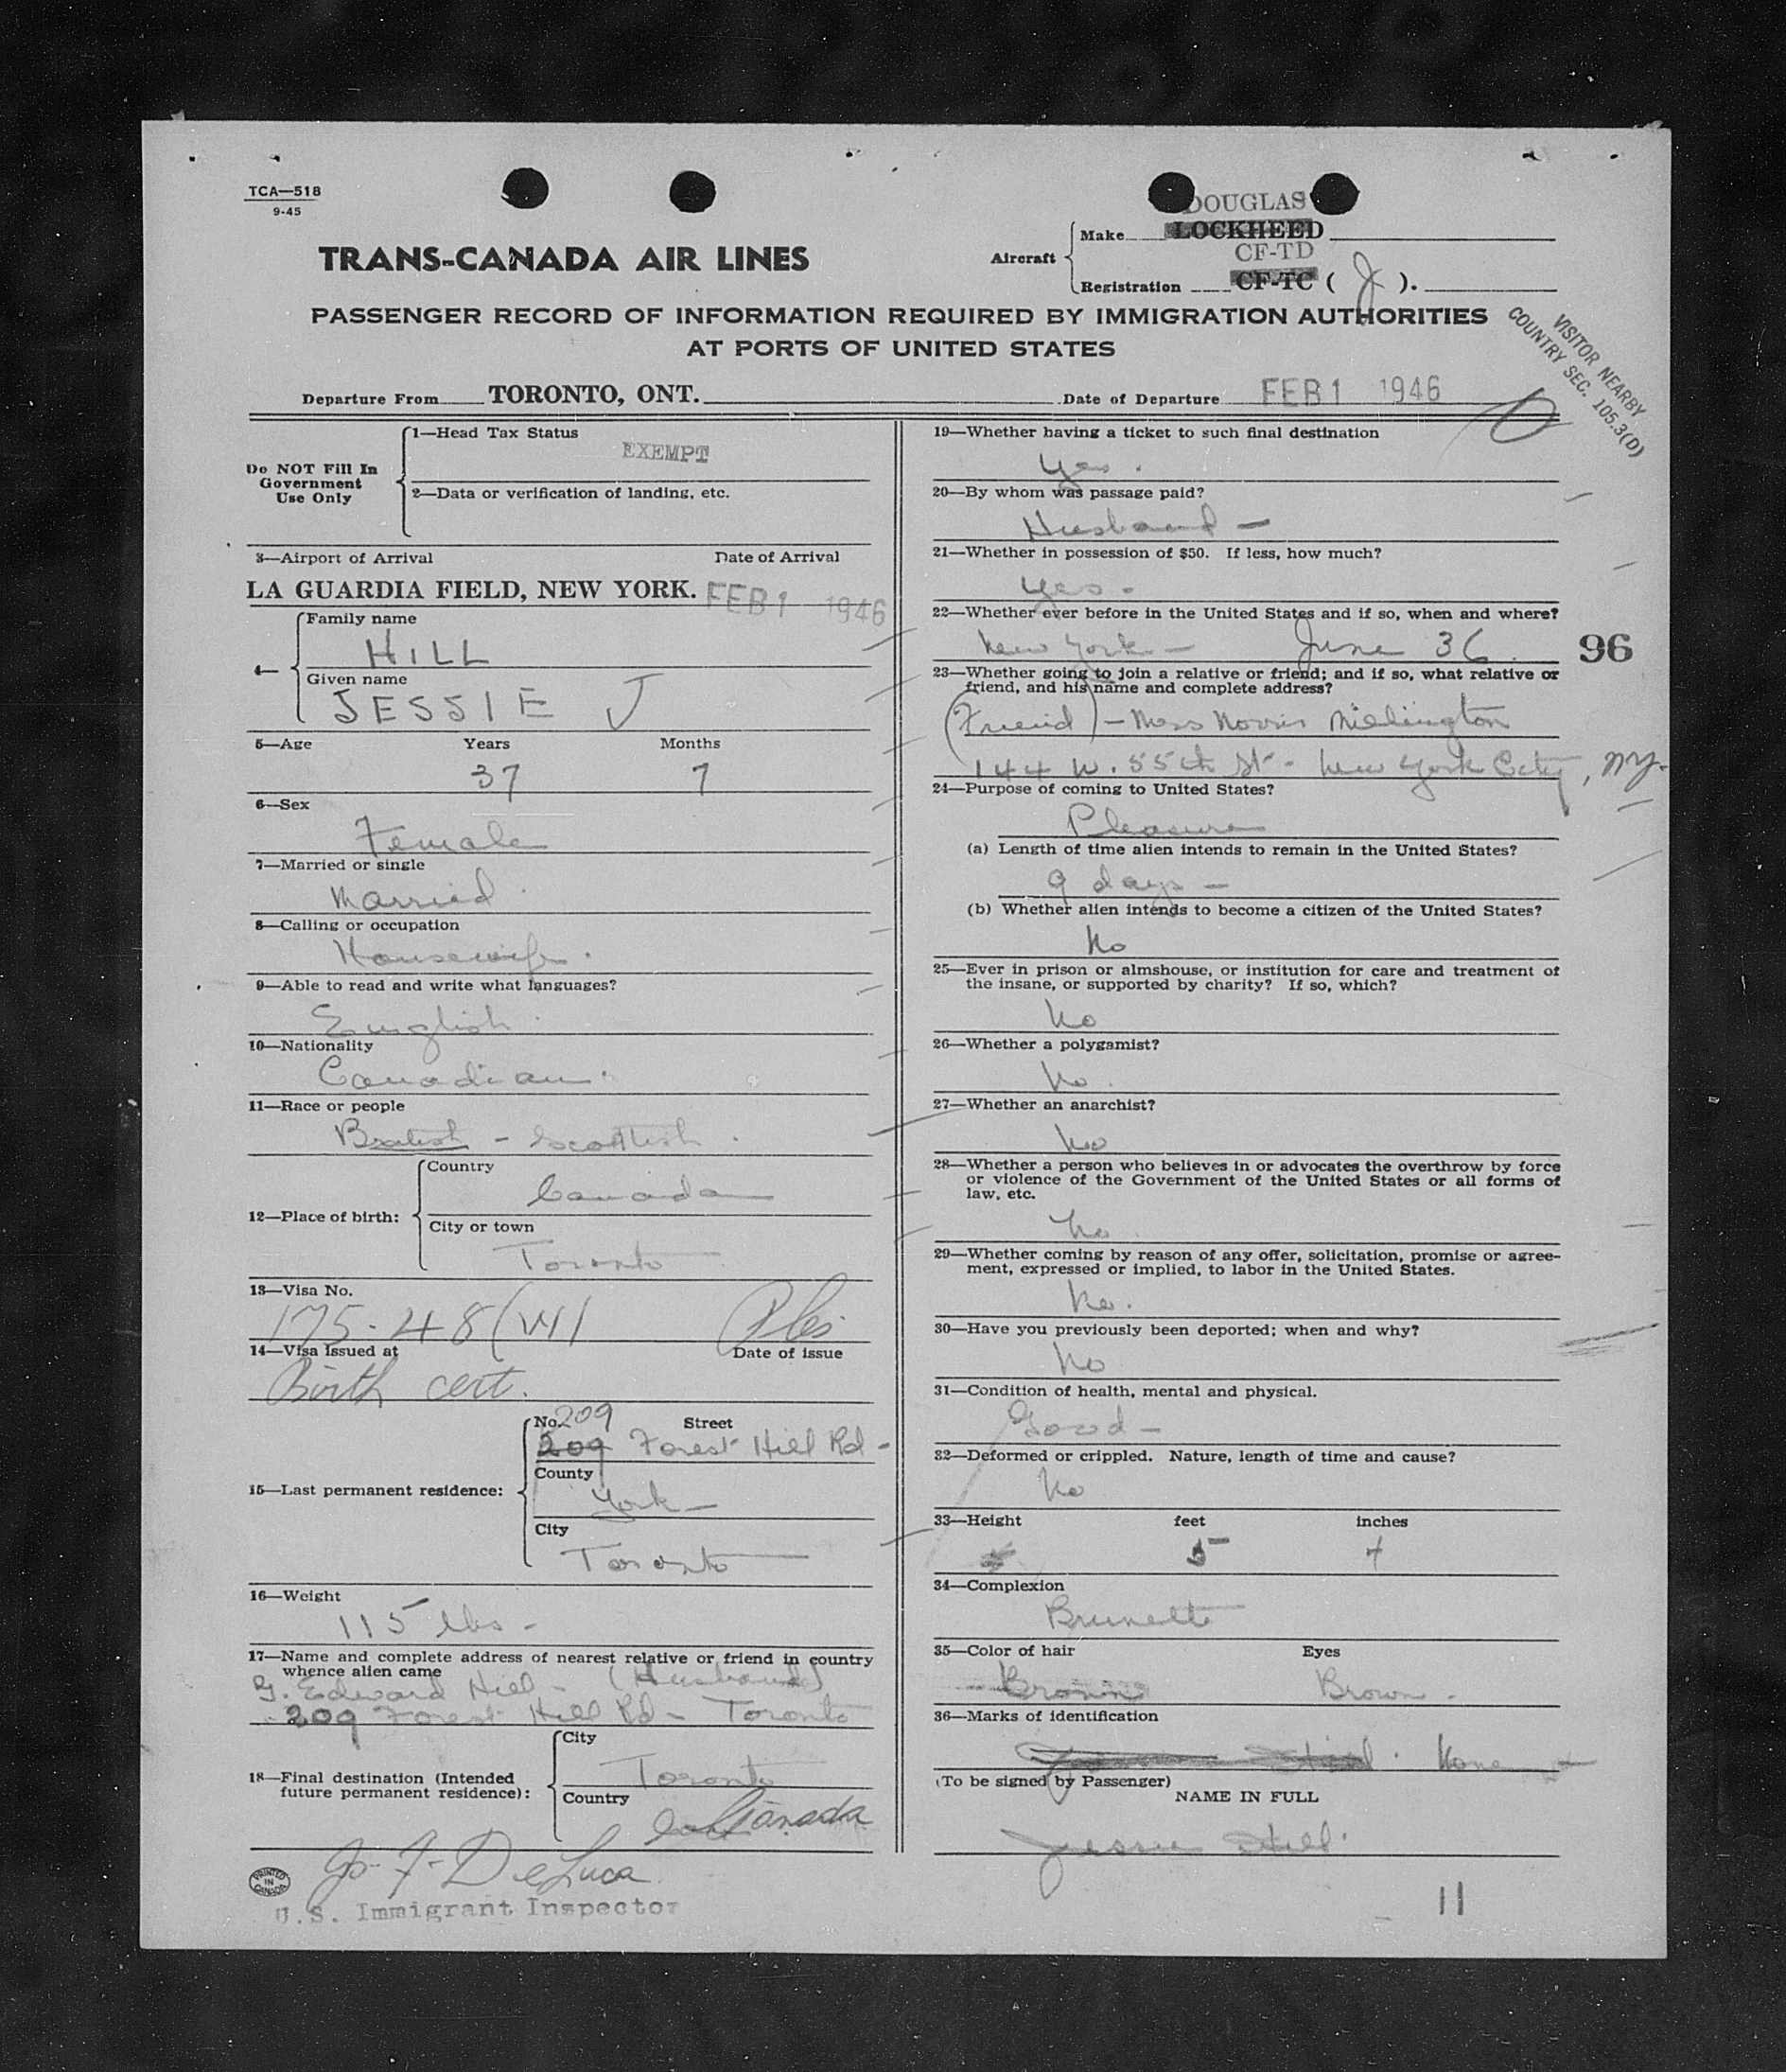 TCA—518
9-45
DOUGLAS
Aircraft
Make LOCKHEED
CF-TD
Registration CF-TC ( J ).
TRANS-CANADA AIR LINES
PASSENGER RECORD OF INFORMATION REQUIRED BY IMMIGRATION AUTHORITIES
AT PORTS OF UNITED STATES
VISITOR NEARBY
COUNTRY SEC. 105.3(D)
Departure From TORONTO, ONT. Date of Departure FEB 1 1946
Do NOT Fill In
Government
Use Only
1—Head Tax Status
EXEMPT
2—Data or verification of landing, etc.
3—Airport of Arrival Date of Arrival
LA GUARDIA FIELD, NEW YORK. FEB 1 1946
4—
Family name
HILL
Given name
JESSIE J
5—Age Years Months
37 7
6—Sex
Female
7—Married or single
Married
8—Calling or occupation
Housewife.
9—Able to read and write what languages?
English
10—Nationality
Canadian.
11—Race or people
British - Scottish.
12—Place of birth:
Country
Canada
City or town
Toronto
13—Visa No.
175.48(W)
14—Visa Issued at Date of issue
Birth cert.
15—Last permanent residence:
No. 209 Street
209 Forest Hill Rd -
County
York -
City
Toronto
16—Weight
115 lbs -
17—Name and complete address of nearest relative or friend in country
whence alien came
G. Edward Hill - (Husband)
209 Forest Hill Rd - Toronto
18—Final destination (Intended
future permanent residence):
City
Toronto
Country
Canada
DeLuca
U.S. Immigrant Inspector
PRINTED
IN
CANADA
19—Whether having a ticket to such final destination
Yes.
20—By whom was passage paid?
Husband -
21—Whether in possession of $50. If less, how much?
Yes -
22—Whether ever before in the United States and if so, when and where?
New York - June 36.
96
23—Whether going to join a relative or friend; and if so, what relative or
friend, and his name and complete address?
(Friend) - Norris Millington
144 W. 55th St - New York City, NY.
24—Purpose of coming to United States?
Pleasure
(a) Length of time alien intends to remain in the United States?
9 days -
(b) Whether alien intends to become a citizen of the United States?
No
25—Ever in prison or almshouse, or institution for care and treatment of
the insane, or supported by charity? If so, which?
No
26—Whether a polygamist?
No.
27—Whether an anarchist?
No
28—Whether a person who believes in or advocates the overthrow by force
or violence of the Government of the United States or all forms of
law, etc.
No
29—Whether coming by reason of any offer, solicitation, promise or agree-
ment, expressed or implied, to labor in the United States.
No.
30—Have you previously been deported; when and why?
No
31—Condition of health, mental and physical.
Good -
32—Deformed or crippled. Nature, length of time and cause?
No
33—Height feet inches
5 4
34—Complexion
Brunette
35—Color of hair Eyes
Brown Brown.
36—Marks of identification
None
(To be signed by Passenger)
NAME IN FULL
Jessie Hill.
11